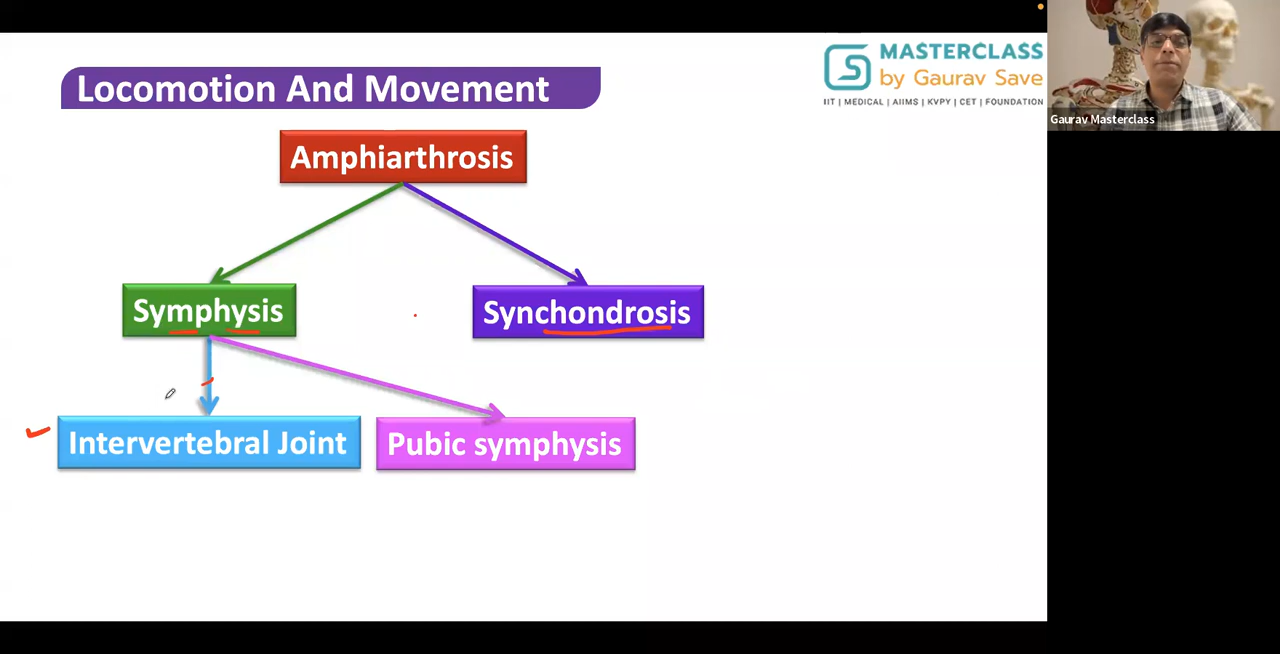 Locomotion And Movement
MASTERCLASS
by Gaurav Save
IIT | MEDICAL | AIIMS | KVPY | CET | FOUNDATION
Gaurav Masterclass
Amphiarthrosis
Symphysis
Synchondrosis
Intervertebral Joint
Pubic symphysis